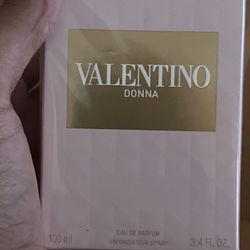 VALENTINO
DONNA
EAU DE PARFUM
100 ml VAPORISATEUR SPRAY 3.4 FL. OZ.